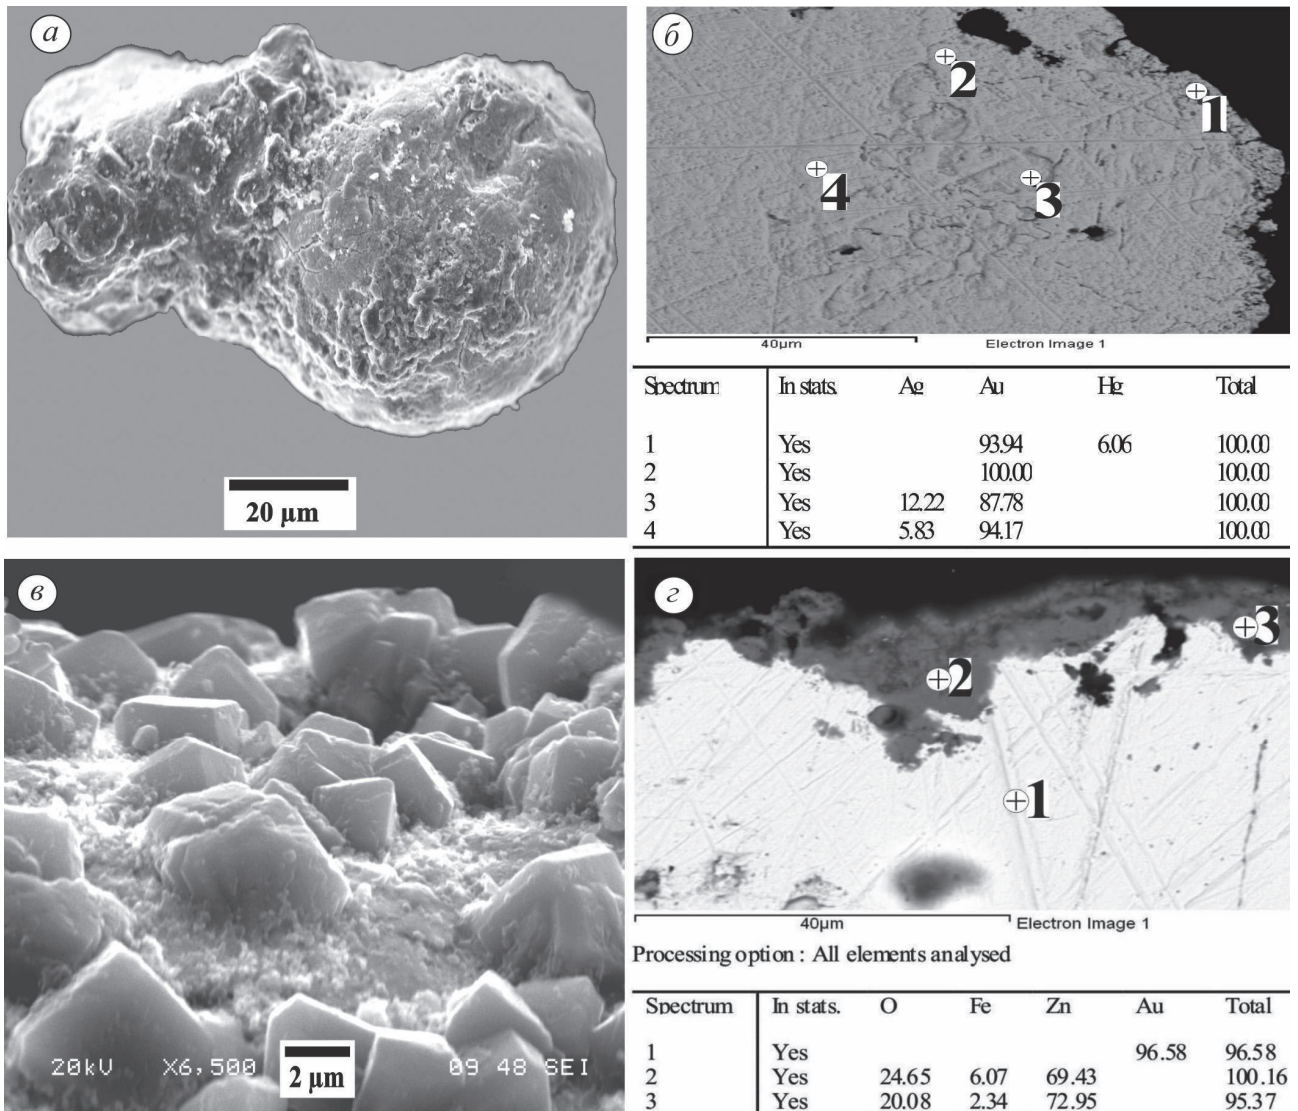 а
20 μm
б
2
1
4
3
40μm Electron Image 1
Spectrum In stats. Ag Au Hg Total
1 Yes 93.94 6.06 100.00
2 Yes 100.00 100.00
3 Yes 12.22 87.78 100.00
4 Yes 5.83 94.17 100.00
в
20kV X6,500 2 μm 09 48 SEI
г
3
2
1
40μm Electron Image 1
Processing option : All elements analysed
Spectrum In stats. O Fe Zn Au Total
1 Yes 96.58 96.58
2 Yes 24.65 6.07 69.43 100.16
3 Yes 20.08 2.34 72.95 95.37